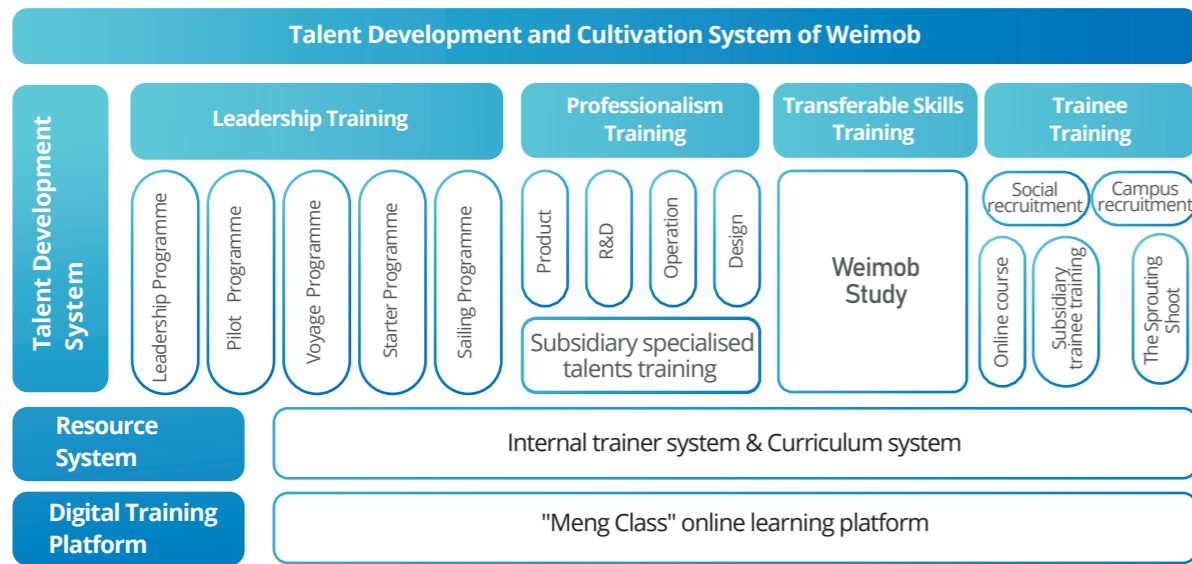 Talent Development and Cultivation System of Weimob
Talent Development
System
Leadership Training
Leadership Programme
Pilot Programme
Voyage Programme
Starter Programme
Sailing Programme
Professionalism
Training
Product
R&D
Operation
Design
Subsidiary specialised
talents training
Transferable Skills
Training
Weimob
Study
Trainee
Training
Social
recruitment
Campus
recruitment
Online course
Subsidiary
trainee training
The Sprouting
Shoot
Resource
System
Internal trainer system & Curriculum system
Digital Training
Platform
"Meng Class" online learning platform